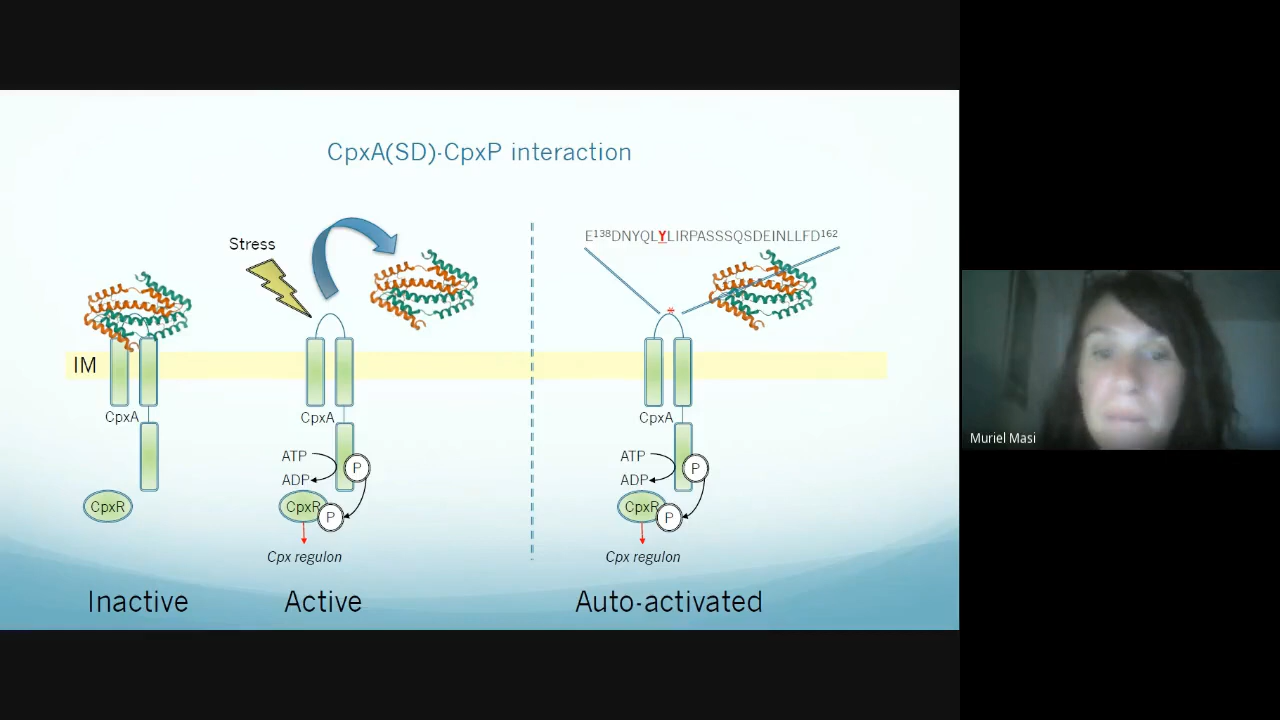 CpxA(SD)-CpxP interaction
Stress
E138DNYQLYLIRPASSSQSDEINLLFD162
IM
CpxA
CpxA
CpxA
ATP
ADP
P
ATP
ADP
P
CpxR
CpxR
P
CpxR
P
Cpx regulon
Cpx regulon
Inactive
Active
Auto-activated
Muriel Masi